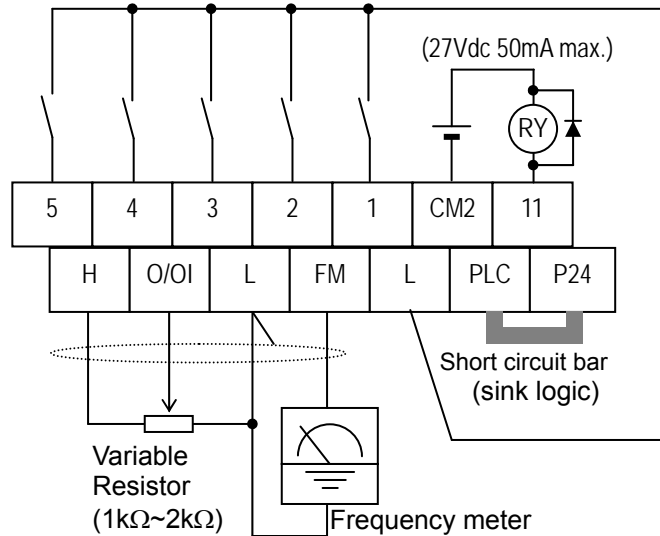 (27Vdc 50mA max.)
RY
5 4 3 2 1 CM2 11
H O/OI L FM L PLC P24
Short circuit bar
(sink logic)
Variable
Resistor
(1kΩ~2kΩ)
Frequency meter